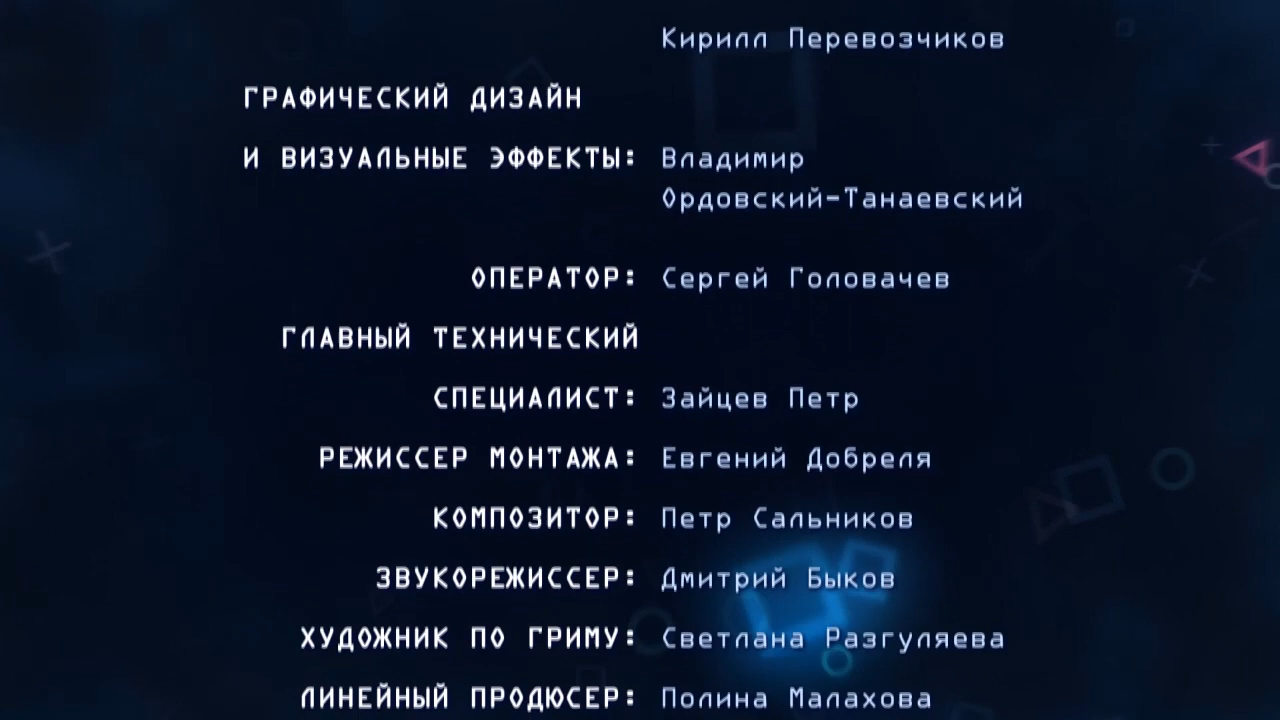 Кирилл Перевозчиков
ГРАФИЧЕСКИЙ ДИЗАЙН
И ВИЗУАЛЬНЫЕ ЭФФЕКТЫ: Владимир
Ордовский-Танаевский
ОПЕРАТОР: Сергей Головачев
ГЛАВНЫЙ ТЕХНИЧЕСКИЙ
СПЕЦИАЛИСТ: Зайцев Петр
РЕЖИССЕР МОНТАЖА: Евгений Добреля
КОМПОЗИТОР: Петр Сальников
ЗВУКОРЕЖИССЕР: Дмитрий Быков
ХУДОЖНИК ПО ГРИМУ: Светлана Разгуляева
ЛИНЕЙНЫЙ ПРОДЮСЕР: Полина Малахова